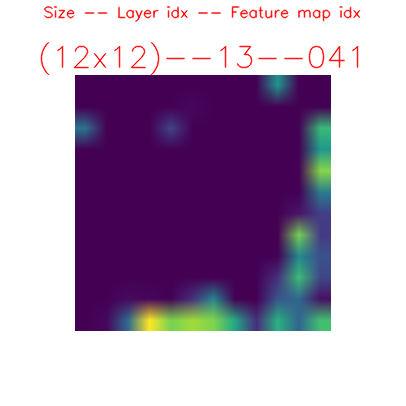 Size -- Layer idx -- Feature map idx
(12x12)--13--041